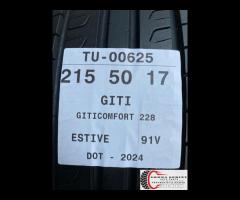 TU-00625
215 50 17
GITI
GITICOMFORT 228
ESTIVE 91V
DOT - 2024